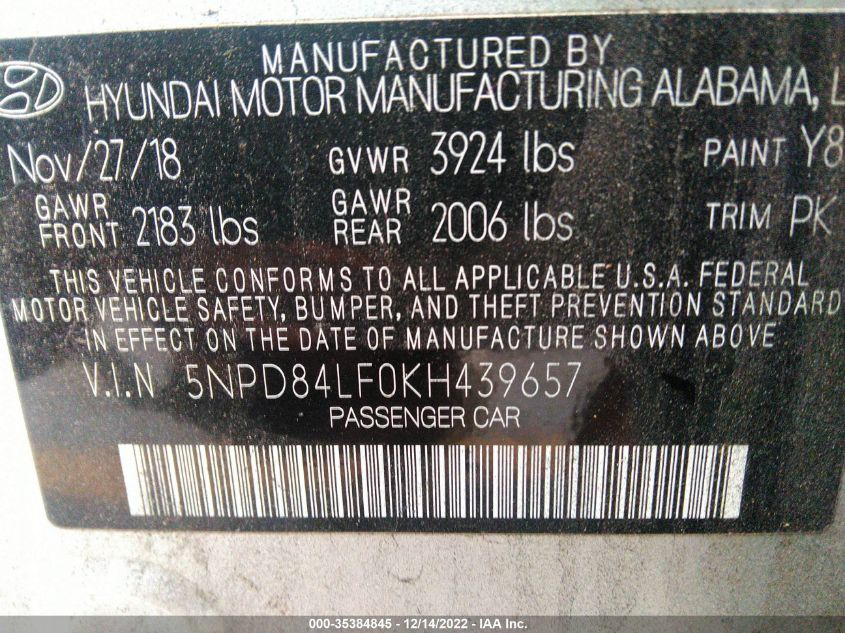 MANUFACTURED BY
HYUNDAI MOTOR MANUFACTURING ALABAMA, L
Nov/27/18 GVWR 3924 lbs PAINT Y8
GAWR FRONT 2183 lbs GAWR REAR 2006 lbs TRIM PK
THIS VEHICLE CONFORMS TO ALL APPLICABLE U.S.A. FEDERAL
MOTOR VEHICLE SAFETY, BUMPER, AND THEFT PREVENTION STANDARD
IN EFFECT ON THE DATE OF MANUFACTURE SHOWN ABOVE
V.I.N 5NPD84LF0KH439657
PASSENGER CAR
000-35384845 - 12/14/2022 - IAA Inc.